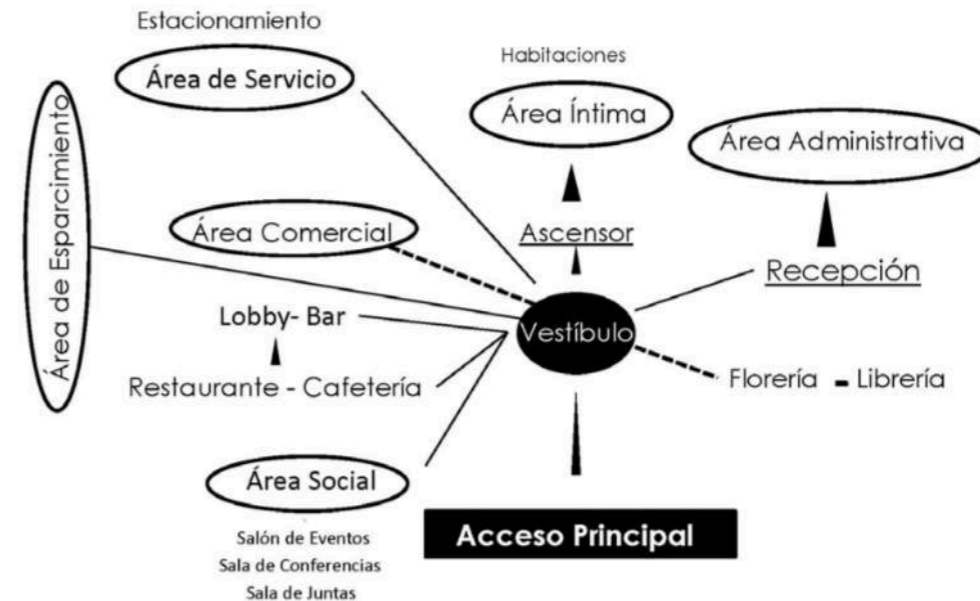 Estacionamiento
Área de Servicio
Habitaciones
Área Íntima
Área Administrativa
Área de Esparcimiento
Área Comercial
Ascensor
Recepción
Lobby- Bar
Vestíbulo
Restaurante - Cafetería
Florería - Librería
Área Social
Salón de Eventos
Sala de Conferencias
Sala de Juntas
Acceso Principal